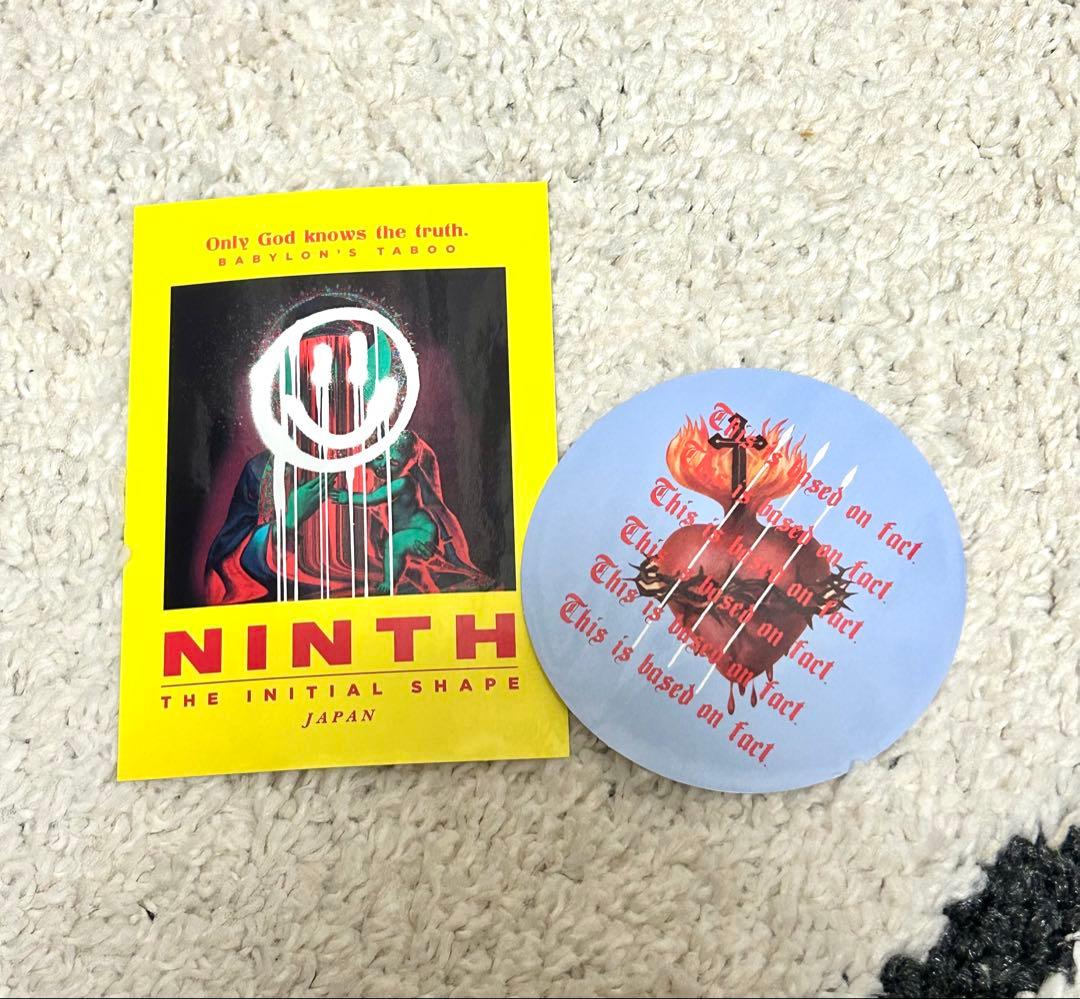 Only God knows the truth.
BABYLON'S TABOO
NINTH
THE INITIAL SHAPE
JAPAN
This is based on fact.
This is based on fact.
This is based on fact.
This is based on fact.
This is based on fact.
This is based on fact.